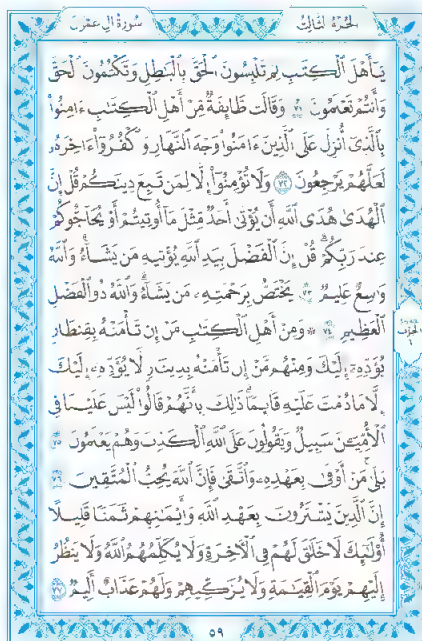 الجزء الثالث
سورة ال عمران
يَٰٓأَهْلَ ٱلْكِتَٰبِ لِمَ تَلْبِسُونَ ٱلْحَقَّ بِٱلْبَٰطِلِ وَتَكْتُمُونَ ٱلْحَقَّ
وَأَنتُمْ تَعْلَمُونَ ٧١ وَقَالَت طَّآئِفَةٌ مِّنْ أَهْلِ ٱلْكِتَٰبِ ءَامِنُوا۟
بِٱلَّذِىٓ أُنزِلَ عَلَى ٱلَّذِينَ ءَامَنُوا۟ وَجْهَ ٱلنَّهَارِ وَٱكْفُرُوٓا۟ ءَاخِرَهُۥ
لَعَلَّهُمْ يَرْجِعُونَ ٧٢ وَلَا تُؤْمِنُوٓا۟ إِلَّا لِمَن تَبِعَ دِينَكُمْ قُلْ إِنَّ
ٱلْهُدَىٰ هُدَى ٱللَّهِ أَن يُؤْتَىٰٓ أَحَدٌ مِّثْلَ مَآ أُوتِيتُمْ أَوْ يُحَآجُّوكُمْ
عِندَ رَبِّكُمْ ۗ قُلْ إِنَّ ٱلْفَضْلَ بِيَدِ ٱللَّهِ يُؤْتِيهِ مَن يَشَآءُ ۗ وَٱللَّهُ
وَٰسِعٌ عَلِيمٌ ٧٣ يَخْتَصُّ بِرَحْمَتِهِۦ مَن يَشَآءُ ۗ وَٱللَّهُ ذُو ٱلْفَضْلِ
ٱلْعَظِيمِ ٧٤ ۞ وَمِنْ أَهْلِ ٱلْكِتَٰبِ مَنْ إِن تَأْمَنْهُ بِقِنطَارٍ
يُؤَدِّهِۦٓ إِلَيْكَ وَمِنْهُم مَّنْ إِن تَأْمَنْهُ بِدِينَارٍ لَّا يُؤَدِّهِۦٓ إِلَيْكَ
إِلَّا مَا دُمْتَ عَلَيْهِ قَآئِمًا ۗ ذَٰلِكَ بِأَنَّهُمْ قَالُوا۟ لَيْسَ عَلَيْنَا فِى
ٱلْأُمِّيِّۦنَ سَبِيلٌ وَيَقُولُونَ عَلَى ٱللَّهِ ٱلْكَذِبَ وَهُمْ يَعْلَمُونَ ٧٥
بَلَىٰ مَنْ أَوْفَىٰ بِعَهْدِهِۦ وَٱتَّقَىٰ فَإِنَّ ٱللَّهَ يُحِبُّ ٱلْمُتَّقِينَ ٧٦
إِنَّ ٱلَّذِينَ يَشْتَرُونَ بِعَهْدِ ٱللَّهِ وَأَيْمَٰنِهِمْ ثَمَنًا قَلِيلًا
أُو۟لَٰٓئِكَ لَا خَلَٰقَ لَهُمْ فِى ٱلْءَاخِرَةِ وَلَا يُكَلِّمُهُمُ ٱللَّهُ وَلَا يَنظُرُ
إِلَيْهِمْ يَوْمَ ٱلْقِيَٰمَةِ وَلَا يُزَكِّيهِمْ وَلَهُمْ عَذَابٌ أَلِيمٌ ٧٧
٥٩